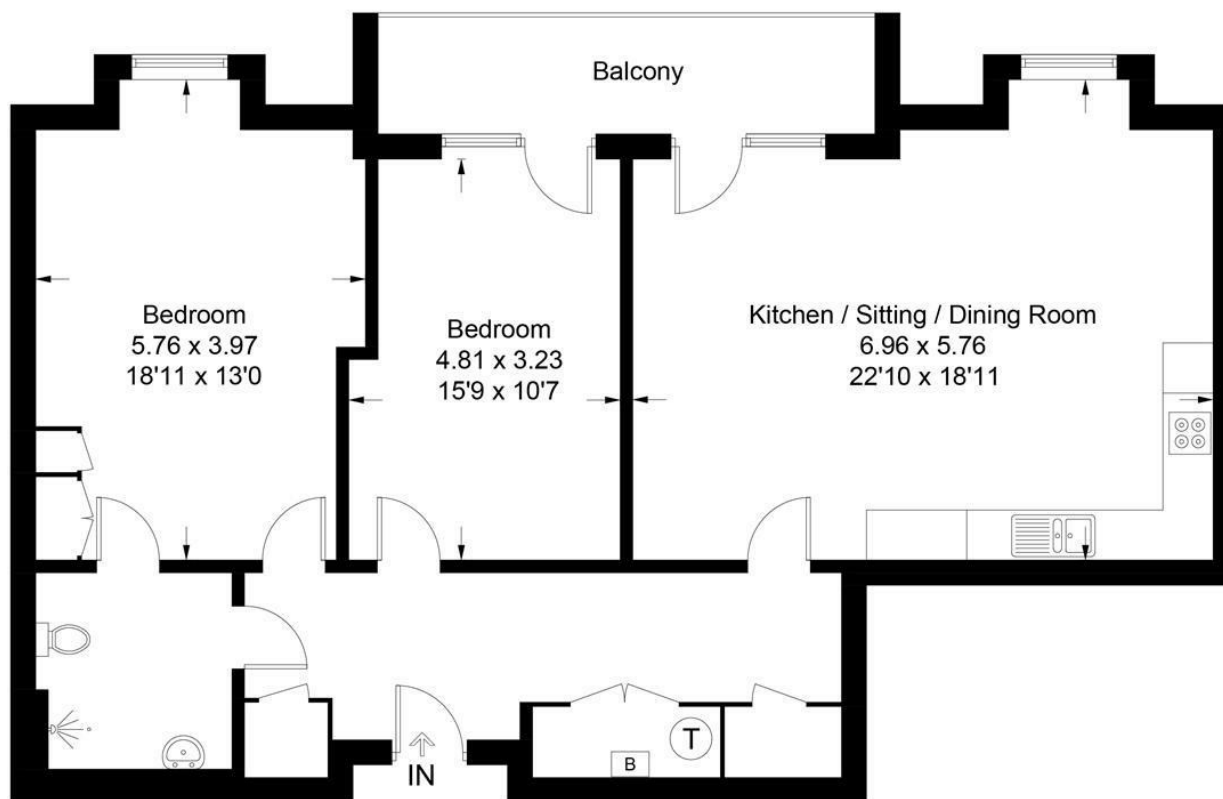 Balcony
Bedroom
5.76 x 3.97
18'11 x 13'0
Bedroom
4.81 x 3.23
15'9 x 10'7
Kitchen / Sitting / Dining Room
6.96 x 5.76
22'10 x 18'11
IN
B
T